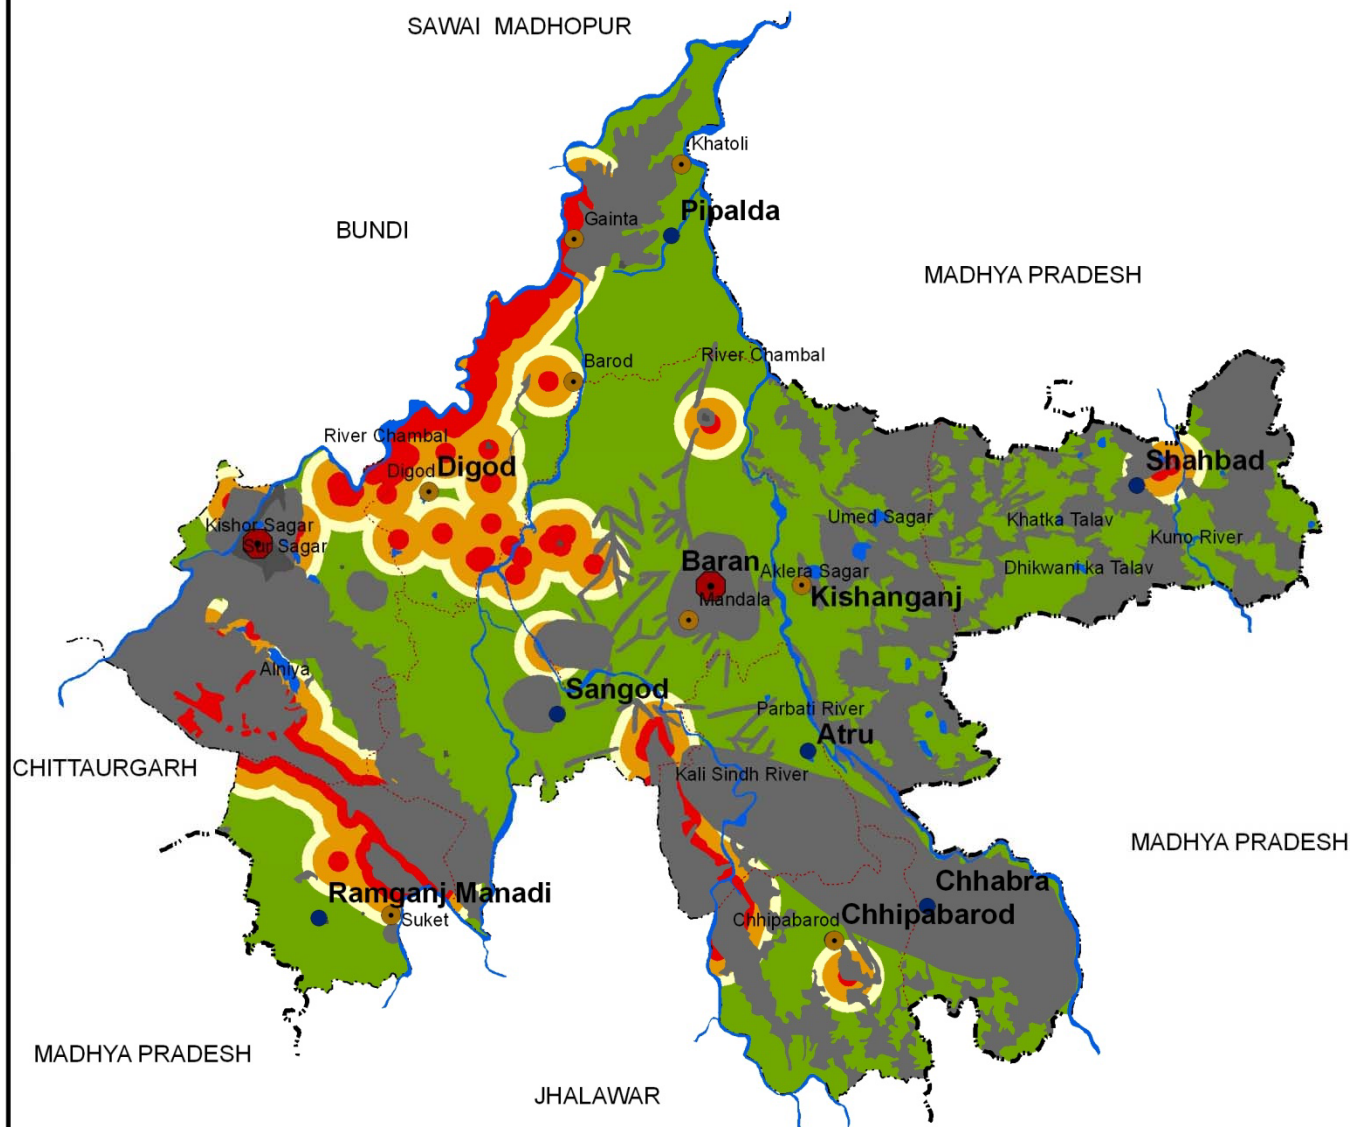 SAWAI MADHOPUR
Khatoli
Pipalda
Gainta
BUNDI
MADHYA PRADESH
River Chambal
Barod
River Chambal
Digod
Digod
Shahbad
Kishor Sagar
Sur Sagar
Umed Sagar
Khatka Talav
Kuno River
Baran
Aklera Sagar
Dhikwani ka Talav
Mandala
Kishanganj
Alniya
Sangod
Parbati River
Atru
CHITTAURGARH
Kali Sindh River
MADHYA PRADESH
Ramganj Manadi
Suket
Chhabra
Chhipabarod
Chhipabarod
MADHYA PRADESH
JHALAWAR